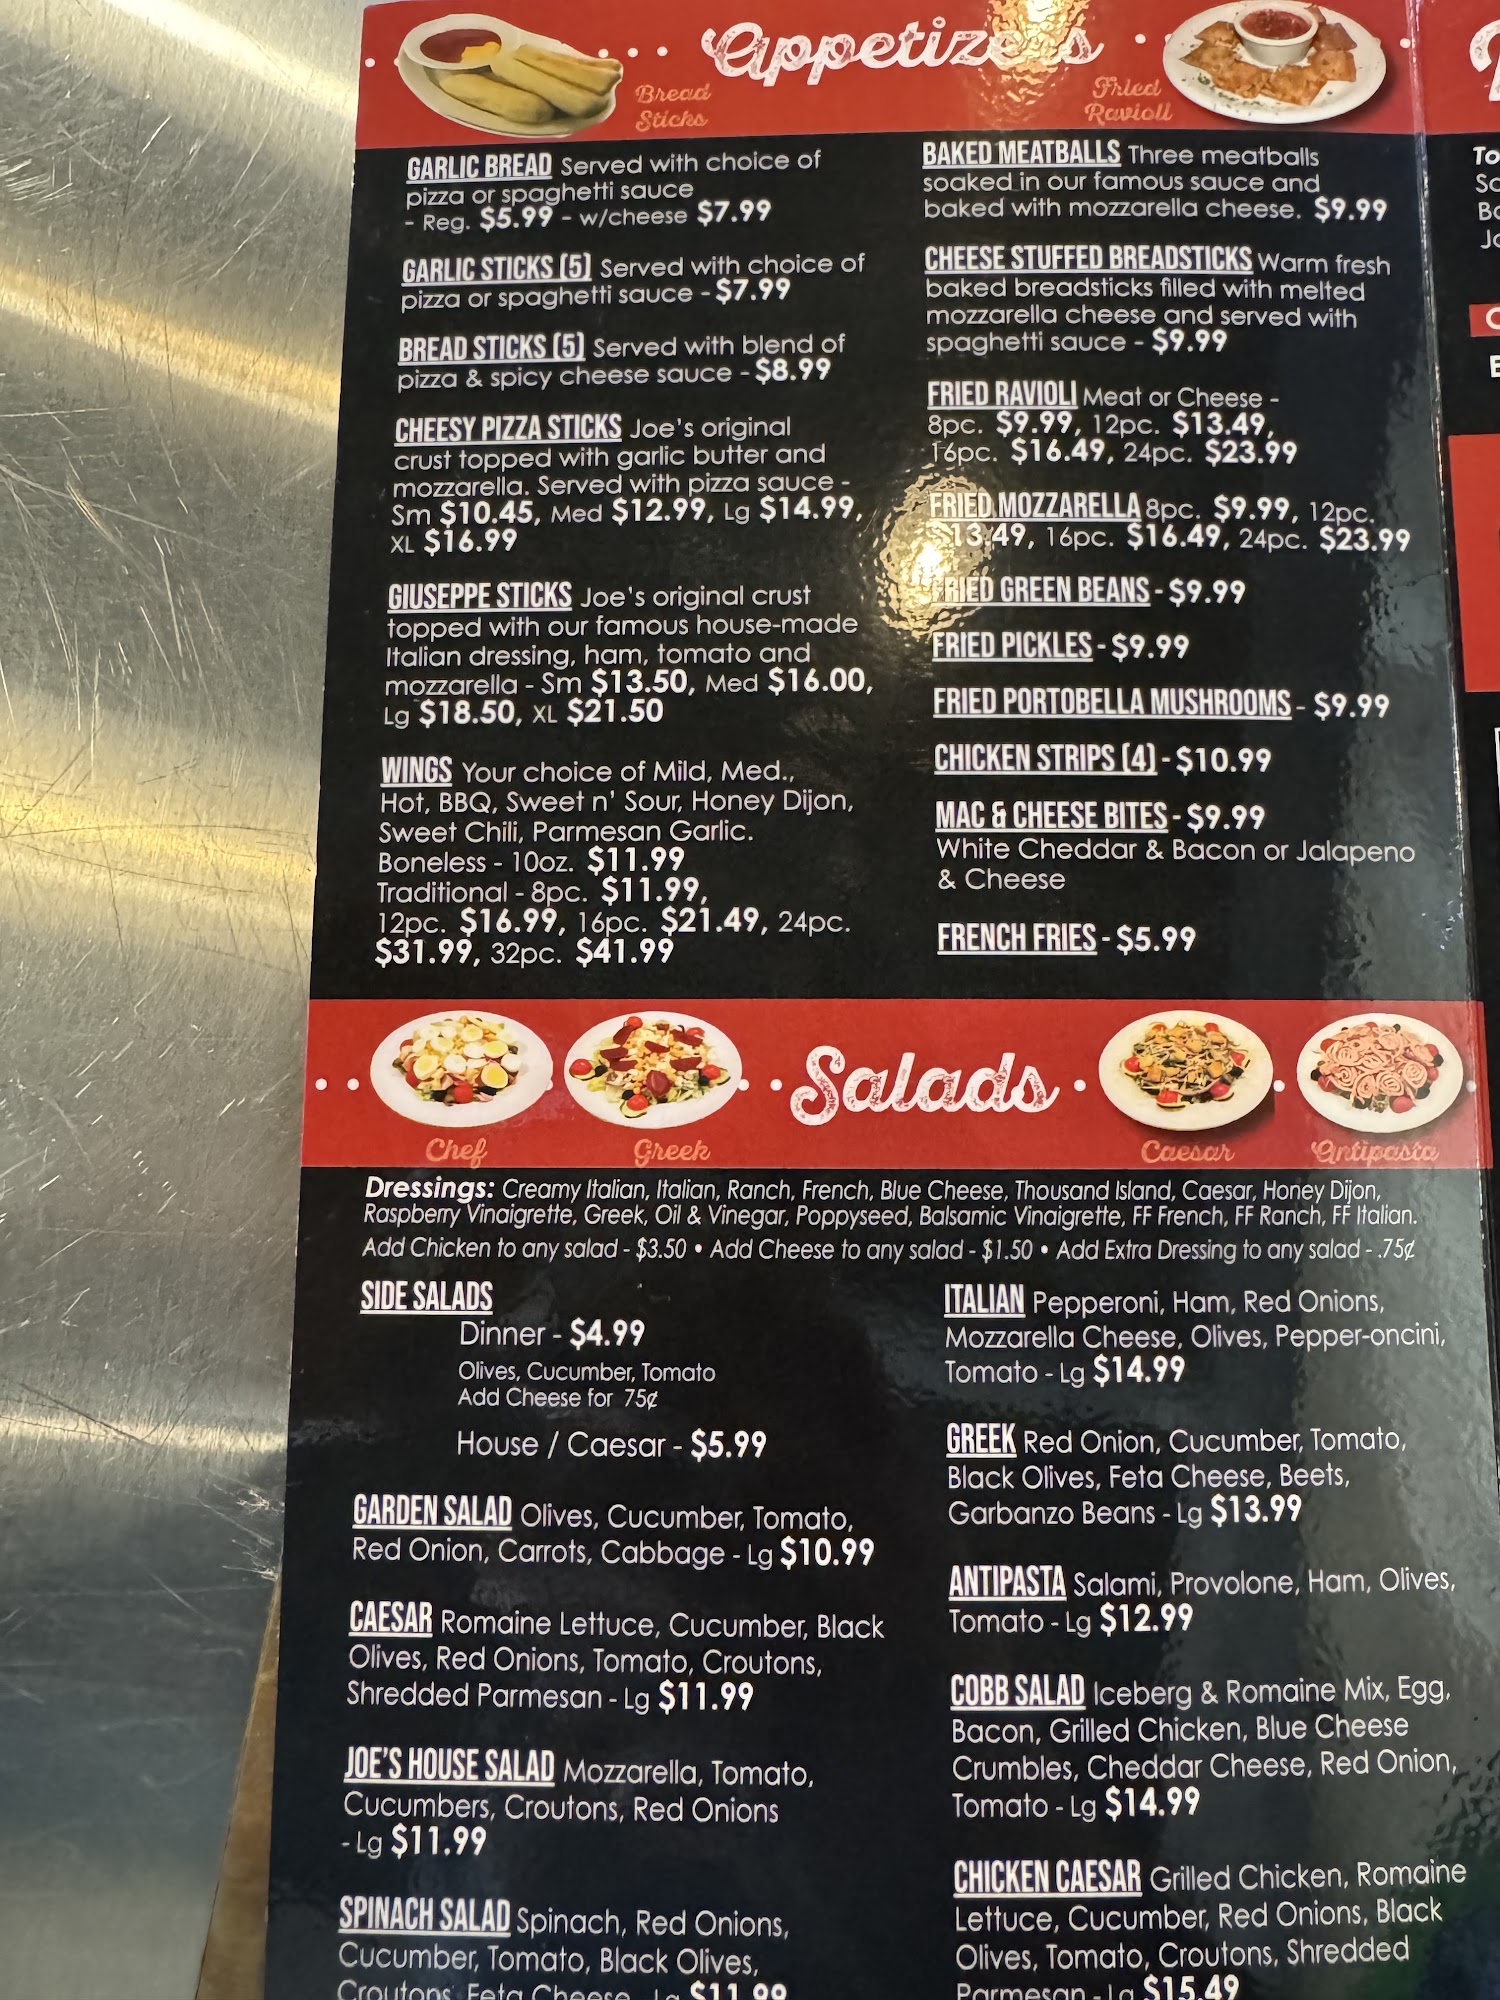 Appetizers
Bread
Sticks
Fried
Ravioli
GARLIC BREAD Served with choice of
pizza or spaghetti sauce
- Reg. $5.99 - w/cheese $7.99
GARLIC STICKS (5) Served with choice of
pizza or spaghetti sauce - $7.99
BREAD STICKS (5) Served with blend of
pizza & spicy cheese sauce - $8.99
CHEESY PIZZA STICKS Joe's original
crust topped with garlic butter and
mozzarella. Served with pizza sauce -
Sm $10.45, Med $12.99, Lg $14.99,
XL $16.99
GIUSEPPE STICKS Joe's original crust
topped with our famous house-made
Italian dressing, ham, tomato and
mozzarella - Sm $13.50, Med $16.00,
Lg $18.50, XL $21.50
WINGS Your choice of Mild, Med.,
Hot, BBQ, Sweet n' Sour, Honey Dijon,
Sweet Chili, Parmesan Garlic.
Boneless - 10oz. $11.99
Traditional - 8pc. $11.99,
12pc. $16.99, 16pc. $21.49, 24pc.
$31.99, 32pc. $41.99
BAKED MEATBALLS Three meatballs
soaked in our famous sauce and
baked with mozzarella cheese. $9.99
CHEESE STUFFED BREADSTICKS Warm fresh
baked breadsticks filled with melted
mozzarella cheese and served with
spaghetti sauce - $9.99
FRIED RAVIOLI Meat or Cheese -
8pc. $9.99, 12pc. $13.49,
16pc. $16.49, 24pc. $23.99
FRIED MOZZARELLA 8pc. $9.99, 12pc.
$13.49, 16pc. $16.49, 24pc. $23.99
FRIED GREEN BEANS - $9.99
FRIED PICKLES - $9.99
FRIED PORTOBELLA MUSHROOMS - $9.99
CHICKEN STRIPS (4) - $10.99
MAC & CHEESE BITES - $9.99
White Cheddar & Bacon or Jalapeno
& Cheese
FRENCH FRIES - $5.99
Salads
Chef
Greek
Caesar
Antipasta
Dressings: Creamy Italian, Italian, Ranch, French, Blue Cheese, Thousand Island, Caesar, Honey Dijon,
Raspberry Vinaigrette, Greek, Oil & Vinegar, Poppyseed, Balsamic Vinaigrette, FF French, FF Ranch, FF Italian.
Add Chicken to any salad - $3.50 • Add Cheese to any salad - $1.50 • Add Extra Dressing to any salad - .75¢
SIDE SALADS
Dinner - $4.99
Olives, Cucumber, Tomato
Add Cheese for 75¢
House / Caesar - $5.99
GARDEN SALAD Olives, Cucumber, Tomato,
Red Onion, Carrots, Cabbage - Lg $10.99
CAESAR Romaine Lettuce, Cucumber, Black
Olives, Red Onions, Tomato, Croutons,
Shredded Parmesan - Lg $11.99
JOE'S HOUSE SALAD Mozzarella, Tomato,
Cucumbers, Croutons, Red Onions
- Lg $11.99
SPINACH SALAD Spinach, Red Onions,
Cucumber, Tomato, Black Olives,
Croutons, Feta Cheese - Lg $11.99
ITALIAN Pepperoni, Ham, Red Onions,
Mozzarella Cheese, Olives, Pepper-oncini,
Tomato - Lg $14.99
GREEK Red Onion, Cucumber, Tomato,
Black Olives, Feta Cheese, Beets,
Garbanzo Beans - Lg $13.99
ANTIPASTA Salami, Provolone, Ham, Olives,
Tomato - Lg $12.99
COBB SALAD Iceberg & Romaine Mix, Egg,
Bacon, Grilled Chicken, Blue Cheese
Crumbles, Cheddar Cheese, Red Onion,
Tomato - Lg $14.99
CHICKEN CAESAR Grilled Chicken, Romaine
Lettuce, Cucumber, Red Onions, Black
Olives, Tomato, Croutons, Shredded
Parmesan - Lg $15.49